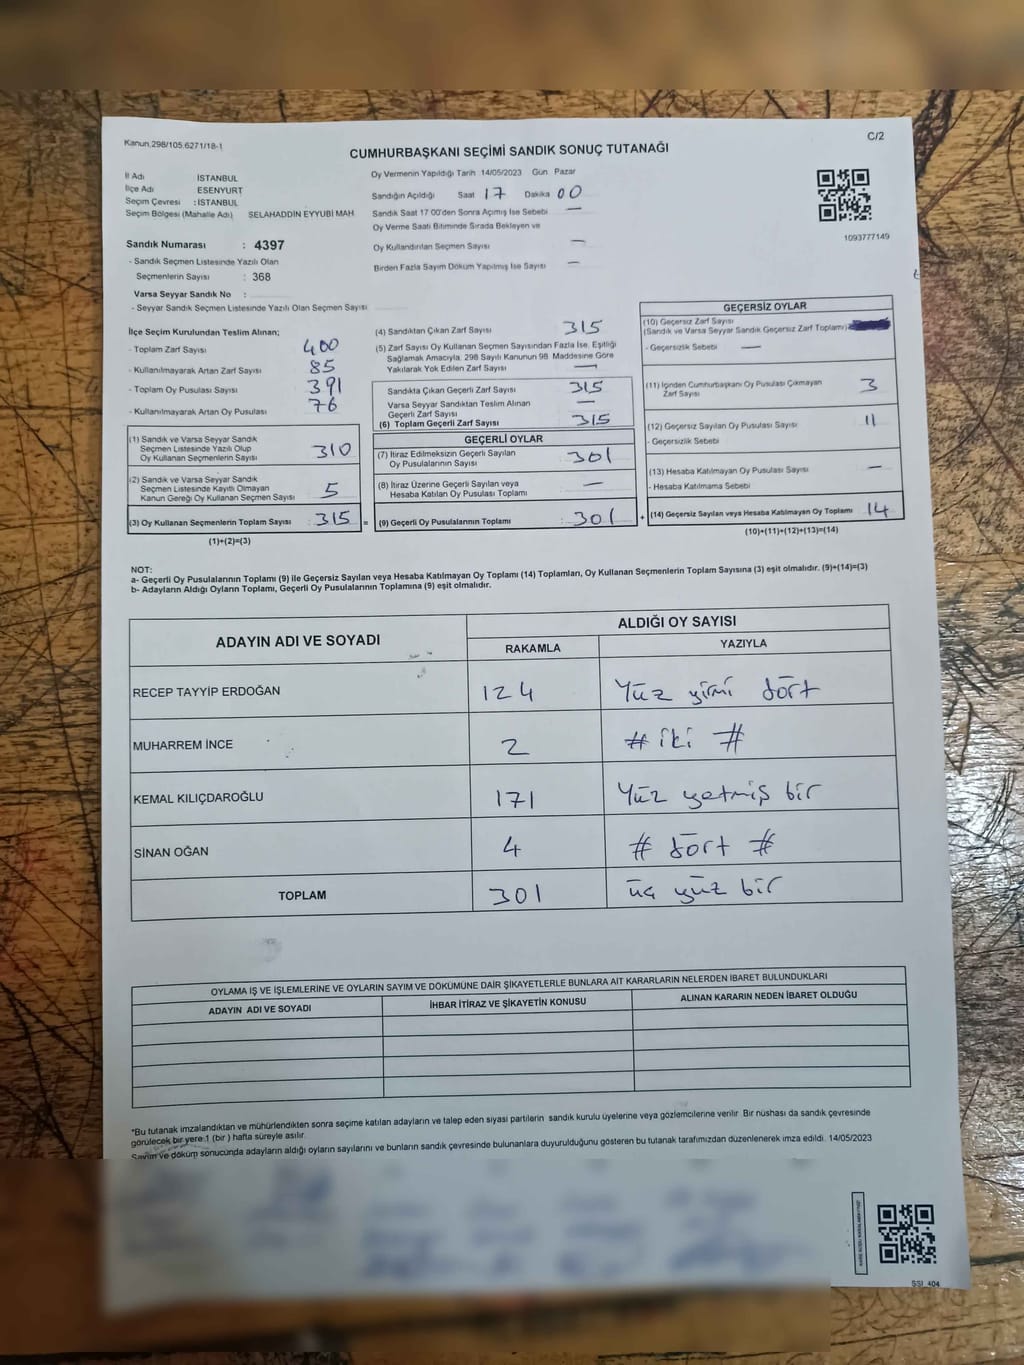 Kanun,298/105,6271/18-1
C/2
CUMHURBAŞKANI SEÇİMİ SANDIK SONUÇ TUTANAĞI
İl Adı İSTANBUL
İlçe Adı ESENYURT
Seçim Çevresi : İSTANBUL
Seçim Bölgesi (Mahalle Adı) SELAHADDİN EYYUBİ MAH
Sandık Numarası : 4397
- Sandık Seçmen Listesinde Yazılı Olan
Seçmenlerin Sayısı : 368
Varsa Seyyar Sandık No :
- Seyyar Sandık Seçmen Listesinde Yazılı Olan Seçmen Sayısı
Oy Vermenin Yapıldığı Tarih 14/05/2023 Gün Pazar
Sandığın Açıldığı Saat 17 Dakika 00
Sandık Saat 17 00'den Sonra Açımış İse Sebebi —
Oy Verme Saati Bitiminde Sırada Bekleyen ve
Oy Kullandırılan Seçmen Sayısı —
Birden Fazla Sayım Döküm Yapılmış İse Sayısı —
1093777149
İlçe Seçim Kurulundan Teslim Alınan;
- Toplam Zarf Sayısı 400
- Kullanılmayarak Artan Zarf Sayısı 85
- Toplam Oy Pusulası Sayısı 391
- Kullanılmayarak Artan Oy Pusulası 76
(1) Sandık ve Varsa Seyyar Sandık
Seçmen Listesinde Yazılı Olup
Oy Kullanan Seçmenlerin Sayısı 310
(2) Sandık ve Varsa Seyyar Sandık
Seçmen Listesinde Kayıtlı Olmayan
Kanun Gereği Oy Kullanan Seçmen Sayısı 5
(3) Oy Kullanan Seçmenlerin Toplam Sayısı : 315 =
(1)+(2)=(3)
(4) Sandıktan Çıkan Zarf Sayısı 315
(5) Zarf Sayısı Oy Kullanan Seçmen Sayısından Fazla İse, Eşitliği
Sağlamak Amacıyla, 298 Sayılı Kanunun 98 Maddesine Göre
Yakılarak Yok Edilen Zarf Sayısı —
Sandıkta Çıkan Geçerli Zarf Sayısı 315
Varsa Seyyar Sandıktan Teslim Alınan
Geçerli Zarf Sayısı —
(6) Toplam Geçerli Zarf Sayısı 315
GEÇERLİ OYLAR
(7) İtiraz Edilmeksizin Geçerli Sayılan
Oy Pusulalarının Sayısı 301
(8) İtiraz Üzerine Geçerli Sayılan veya
Hesaba Katılan Oy Pusulası Toplamı —
(9) Geçerli Oy Pusulalarının Toplamı : 301 +
GEÇERSİZ OYLAR
(10) Geçersiz Zarf Sayısı
(Sandık ve Varsa Seyyar Sandık Geçersiz Zarf Toplamı)
- Geçersizlik Sebebi —
(11) İçinden Cumhurbaşkanı Oy Pusulası Çıkmayan
Zarf Sayısı 3
(12) Geçersiz Sayılan Oy Pusulası Sayısı 11
- Geçersizlik Sebebi
(13) Hesaba Katılmayan Oy Pusulası Sayısı —
- Hesaba Katılmama Sebebi
(14) Geçersiz Sayılan veya Hesaba Katılmayan Oy Toplamı 14
(10)+(11)+(12)+(13)=(14)
NOT:
a- Geçerli Oy Pusulalarının Toplamı (9) ile Geçersiz Sayılan veya Hesaba Katılmayan Oy Toplamı (14) Toplamları, Oy Kullanan Seçmenlerin Toplam Sayısına (3) eşit olmalıdır. (9)+(14)=(3)
b- Adayların Aldığı Oyların Toplamı, Geçerli Oy Pusulalarının Toplamına (9) eşit olmalıdır.
ADAYIN ADI VE SOYADI ALDIĞI OY SAYISI
RAKAMLA YAZIYLA
RECEP TAYYİP ERDOĞAN 124 Yüz yirmi dört
MUHARREM İNCE 2 # iki #
KEMAL KILIÇDAROĞLU 171 Yüz yetmiş bir
SİNAN OĞAN 4 # dört #
TOPLAM 301 üç yüz bir
OYLAMA İŞ VE İŞLEMLERİNE VE OYLARIN SAYIM VE DÖKÜMÜNE DAİR ŞİKAYETLERLE BUNLARA AİT KARARLARIN NELERDEN İBARET BULUNDUKLARI
ADAYIN ADI VE SOYADI İHBAR İTİRAZ VE ŞİKAYETİN KONUSU ALINAN KARARIN NEDEN İBARET OLDUĞU
*Bu tutanak imzalandıktan ve mühürlendikten sonra seçime katılan adayların ve talep eden siyasi partilerin sandık kurulu üyelerine veya gözlemcilerine verilir. Bir nüshası da sandık çevresinde
görülecek bir yere 1 (bir ) hafta süreyle asılır.
Sayım ve döküm sonucunda adayların aldığı oyların sayılarını ve bunların sandık çevresinde bulunanlara duyurulduğunu gösteren bu tutanak tarafımızdan düzenlenerek imza edildi. 14/05/2023
SSI 404